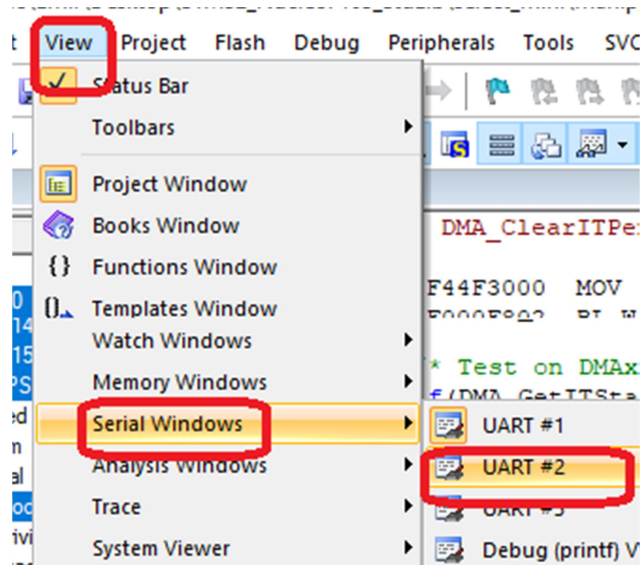 View Project Flash Debug Peripherals Tools SVC
Status Bar
Toolbars
Project Window
Books Window
DMA_ClearITPe
{} Functions Window
F44F3000 MOV
Templates Window
Watch Windows
* Test on DMAx
Memory Windows
f(DMA_GetITSta
Serial Windows
UART #1
Analysis Windows
UART #2
Trace
System Viewer
Debug (printf) V